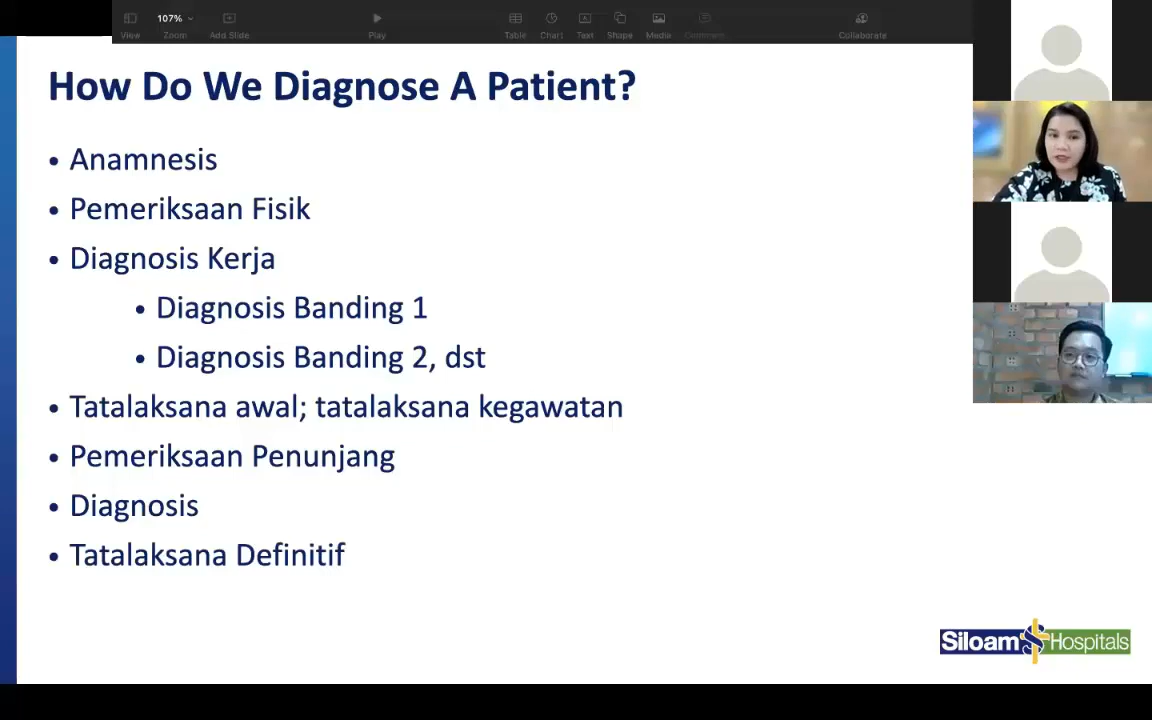 107%
View
Zoom
Add Slide
Play
Table
Chart
Text
Shape
Media
Comment
Collaborate
How Do We Diagnose A Patient?
• Anamnesis
• Pemeriksaan Fisik
• Diagnosis Kerja
• Diagnosis Banding 1
• Diagnosis Banding 2, dst
• Tatalaksana awal; tatalaksana kegawatan
• Pemeriksaan Penunjang
• Diagnosis
• Tatalaksana Definitif
Siloam Hospitals